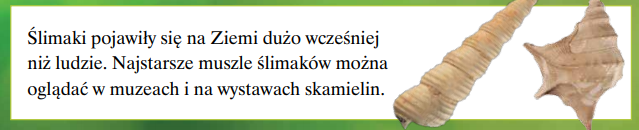 Ślimaki pojawiły się na Ziemi dużo wcześniej
niż ludzie. Najstarsze muszle ślimaków można
oglądać w muzeach i na wystawach skamielin.